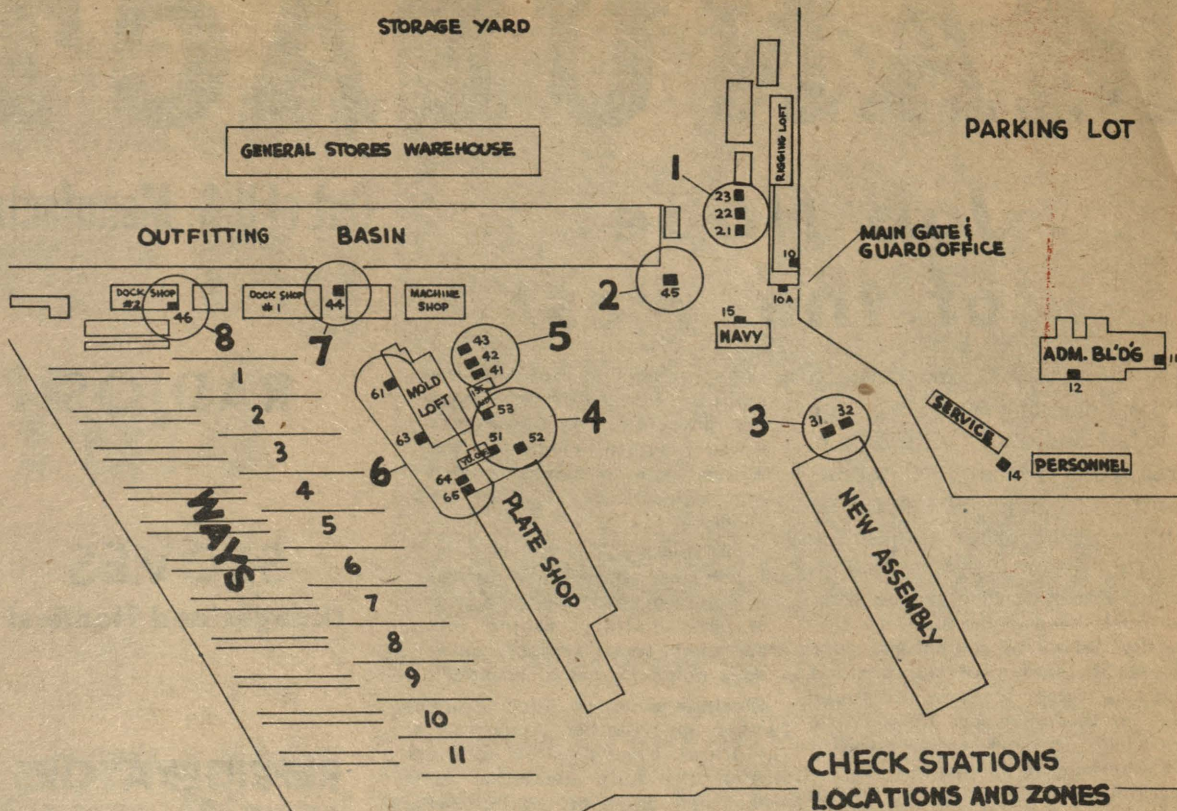 STORAGE YARD
GENERAL STORES WAREHOUSE
RIGGING LOFT
PARKING LOT
1
23
22
21
OUTFITTING BASIN
MAIN GATE &
GUARD OFFICE
10
10A
2
45
DOCK SHOP
#2
46
8
DOCK SHOP
#1
44
7
MACHINE
SHOP
15
NAVY
ADM. BL'D'G
12
43
42
41
5
MOLD
LOFT
61
63
53
51
52
4
64
65
6
3
31
32
SERVICE
14
PERSONNEL
PLATE SHOP
NEW ASSEMBLY
WAYS
1
2
3
4
5
6
7
8
9
10
11
CHECK STATIONS
LOCATIONS AND ZONES